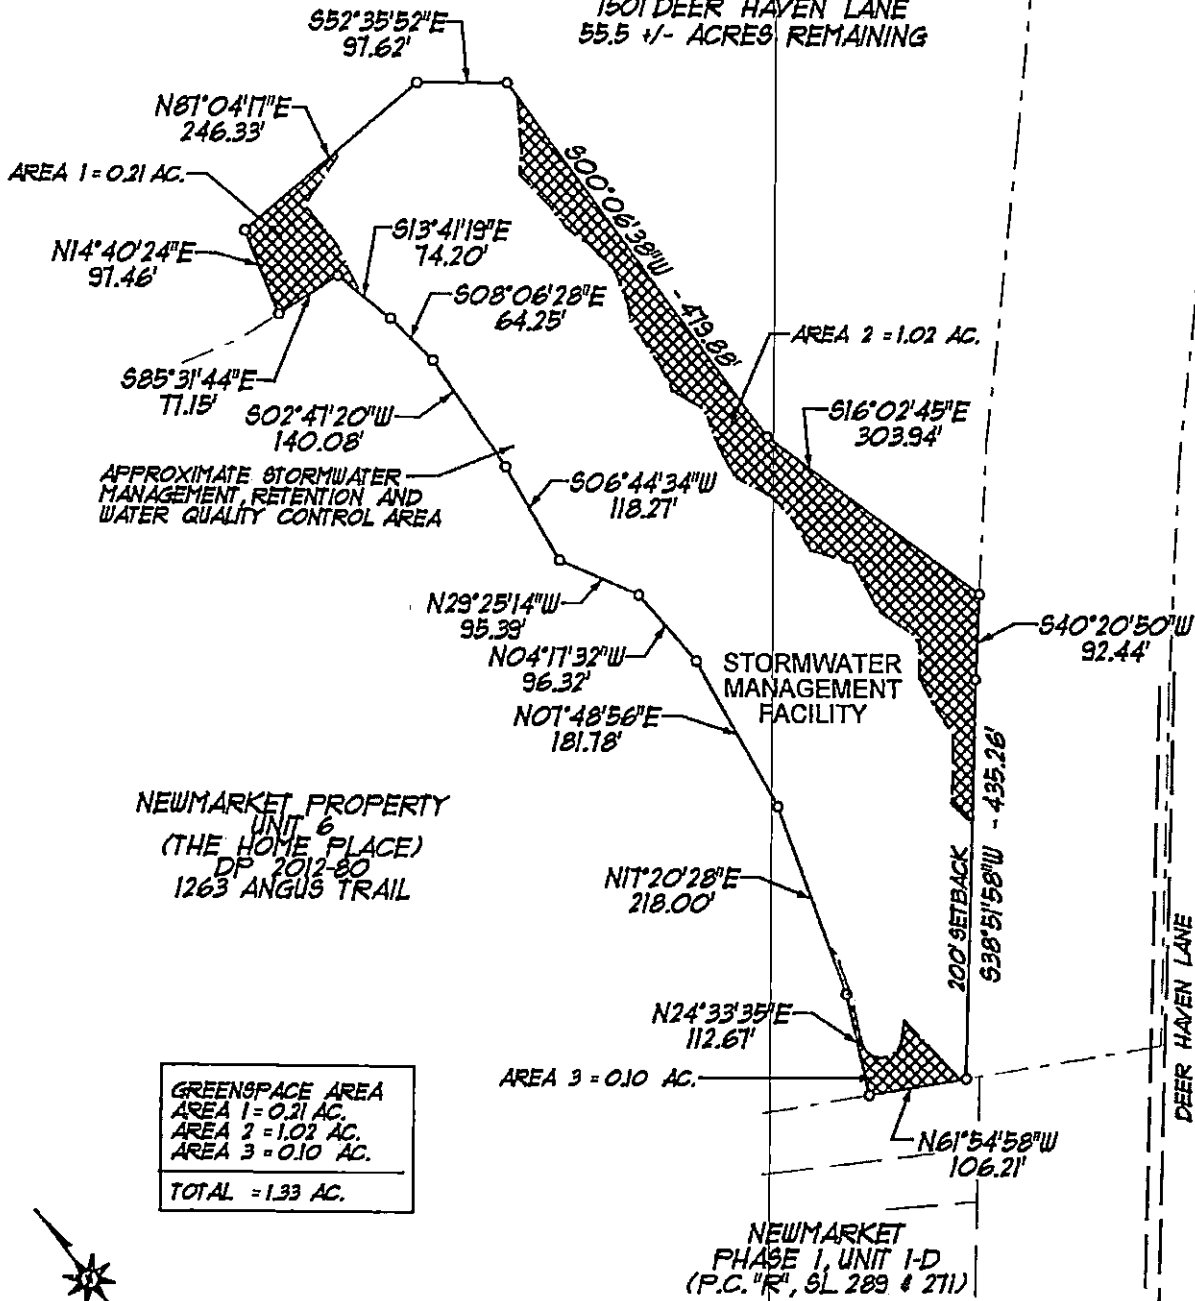 1501 DEER HAVEN LANE
55.5 +/- ACRES REMAINING
S52°35'52"E
97.62'
N87°04'17"E
246.33'
AREA 1 = 0.21 AC.
N14°40'24"E
97.46'
S13°41'19"E
74.20'
S08°06'28"E
64.25'
S00°06'38"W - 479.88'
AREA 2 = 1.02 AC.
S85°31'44"E
77.15'
S02°47'20"W
140.08'
S16°02'45"E
303.94'
APPROXIMATE STORMWATER
MANAGEMENT, RETENTION AND
WATER QUALITY CONTROL AREA
S06°44'34"W
118.27'
N29°25'14"W
95.39'
S40°20'50"W
92.44'
N04°17'32"W
96.32'
STORMWATER
MANAGEMENT
FACILITY
N07°48'56"E
181.78'
NEWMARKET PROPERTY
UNIT 6
(THE HOME PLACE)
DP 2012-80
1263 ANGUS TRAIL
200' SETBACK
S38°51'58"W - 435.26'
N17°20'28"E
218.00'
DEER HAVEN LANE
N24°33'35"E
112.67'
AREA 3 = 0.10 AC.
N61°54'58"W
106.21'
GREENSPACE AREA
AREA 1 = 0.21 AC.
AREA 2 = 1.02 AC.
AREA 3 = 0.10 AC.
TOTAL = 1.33 AC.
NEWMARKET
PHASE 1, UNIT 1-D
(P.C. "R", SL 289 & 271)